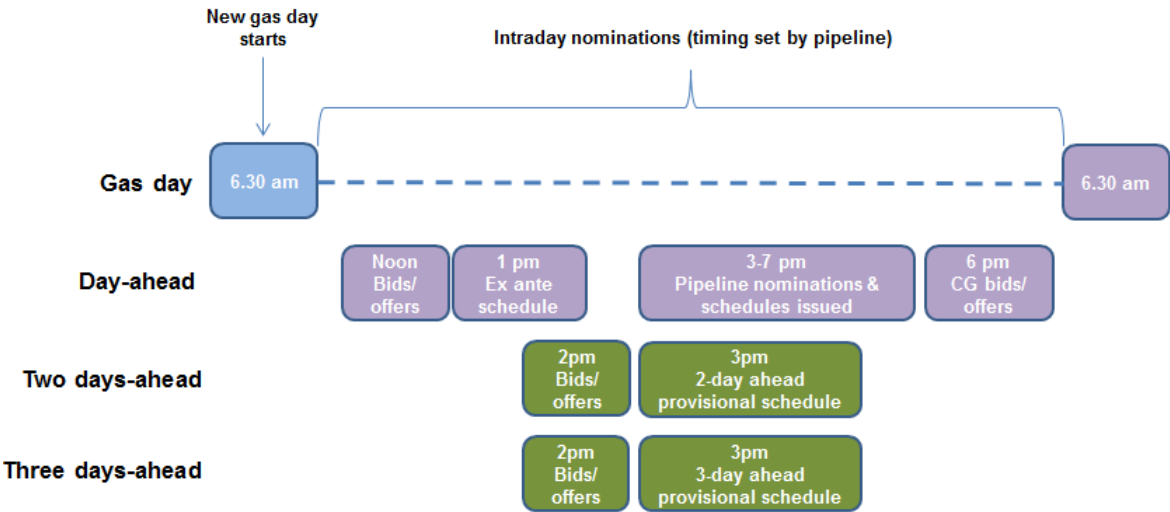 New gas day
starts
Intraday nominations (timing set by pipeline)
Gas day
6.30 am
6.30 am
Day-ahead
Noon
Bids/
offers
1 pm
Ex ante
schedule
3-7 pm
Pipeline nominations &
schedules issued
6 pm
CG bids/
offers
Two days-ahead
2pm
Bids/
offers
3pm
2-day ahead
provisional schedule
Three days-ahead
2pm
Bids/
offers
3pm
3-day ahead
provisional schedule